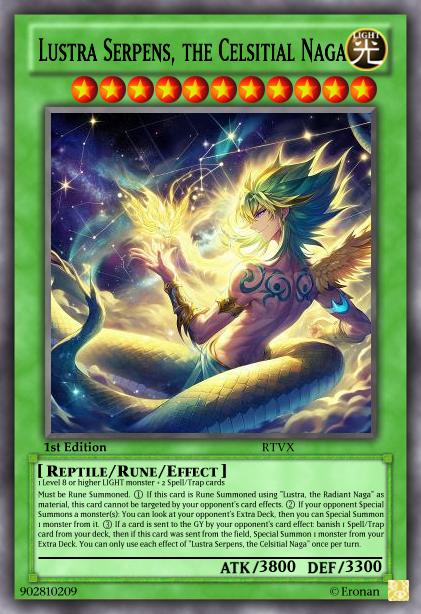 LUSTRA SERPENS, THE CELSITIAL NAGA
LIGHT
光
1st Edition RTVX
[ REPTILE/RUNE/EFFECT ]
1 Level 8 or higher LIGHT monster + 2 Spell/Trap cards
Must be Rune Summoned. ① If this card is Rune Summoned using "Lustra, the Radiant Naga" as
material, this card cannot be targeted by your opponent's card effects. ② If your opponent Special
Summons a monster(s): You can look at your opponent's Extra Deck, then you can Special Summon
1 monster from it. ③ If a card is sent to the GY by your opponent's card effect: banish 1 Spell/Trap
card from your deck, then if this card was sent from the field, Special Summon 1 monster from your
Extra Deck. You can only use each effect of "Lustra Serpens, the Celsitial Naga" once per turn.
ATK/3800 DEF/3300
902810209 © Eronan